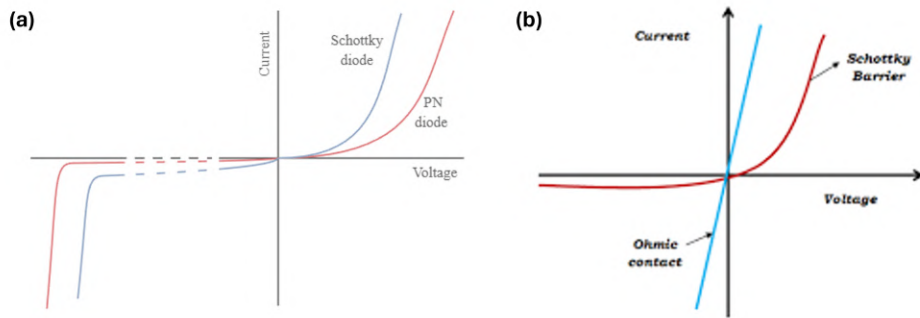 (a)
Current
Schottky
diode
PN
diode
Voltage
(b)
Current
Schottky
Barrier
Voltage
Ohmic
contact